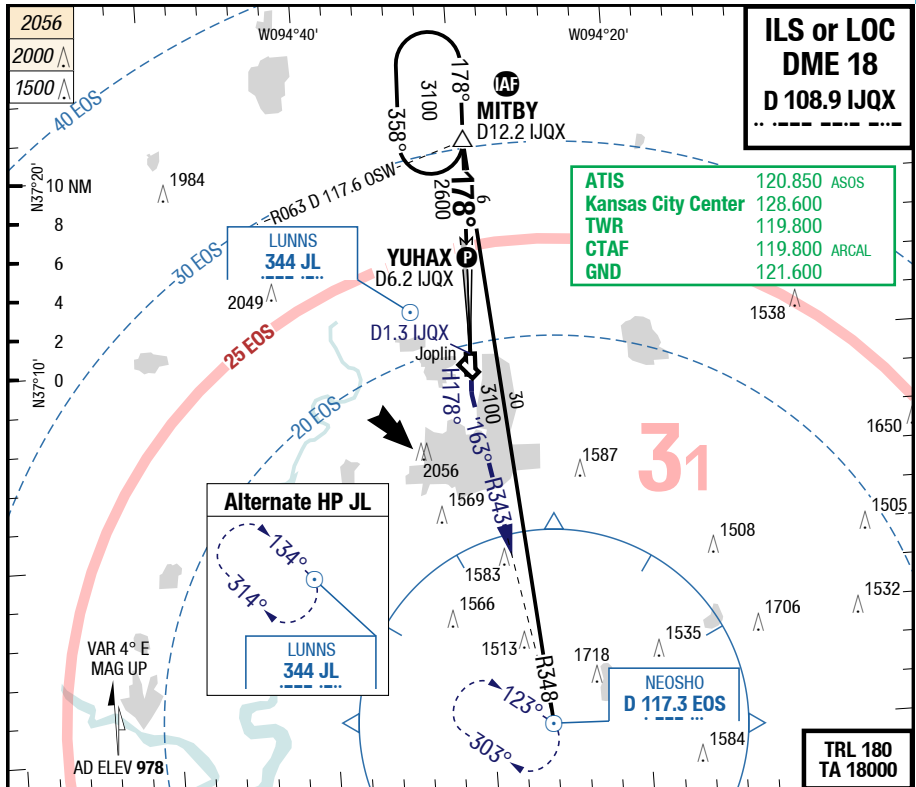 2056
2000
1500
W094°40'
W094°20'
ILS or LOC
DME 18
D 108.9 IJQX
40 EOS
178°
3100
358°
IAF
MITBY
D12.2 IJQX
N37°20'
10 NM
8
6
4
2
0
N37°10'
1984
R063 D 117.6 OSW
2600
178°
6
ATIS 120.850 ASOS
Kansas City Center 128.600
TWR 119.800
CTAF 119.800 ARCAL
GND 121.600
30 EOS
LUNNS
344 JL
YUHAX
P
D6.2 IJQX
2049
1538
25 EOS
D1.3 IJQX
Joplin
H178°
3100
30
20 EOS
163°
R343
2056
1587
31
1650
1569
1505
Alternate HP JL
134°
314°
LUNNS
344 JL
1508
1583
1566
1532
1706
1513
1535
1718
R348
VAR 4° E
MAG UP
AD ELEV 978
123°
303°
NEOSHO
D 117.3 EOS
1584
TRL 180
TA 18000